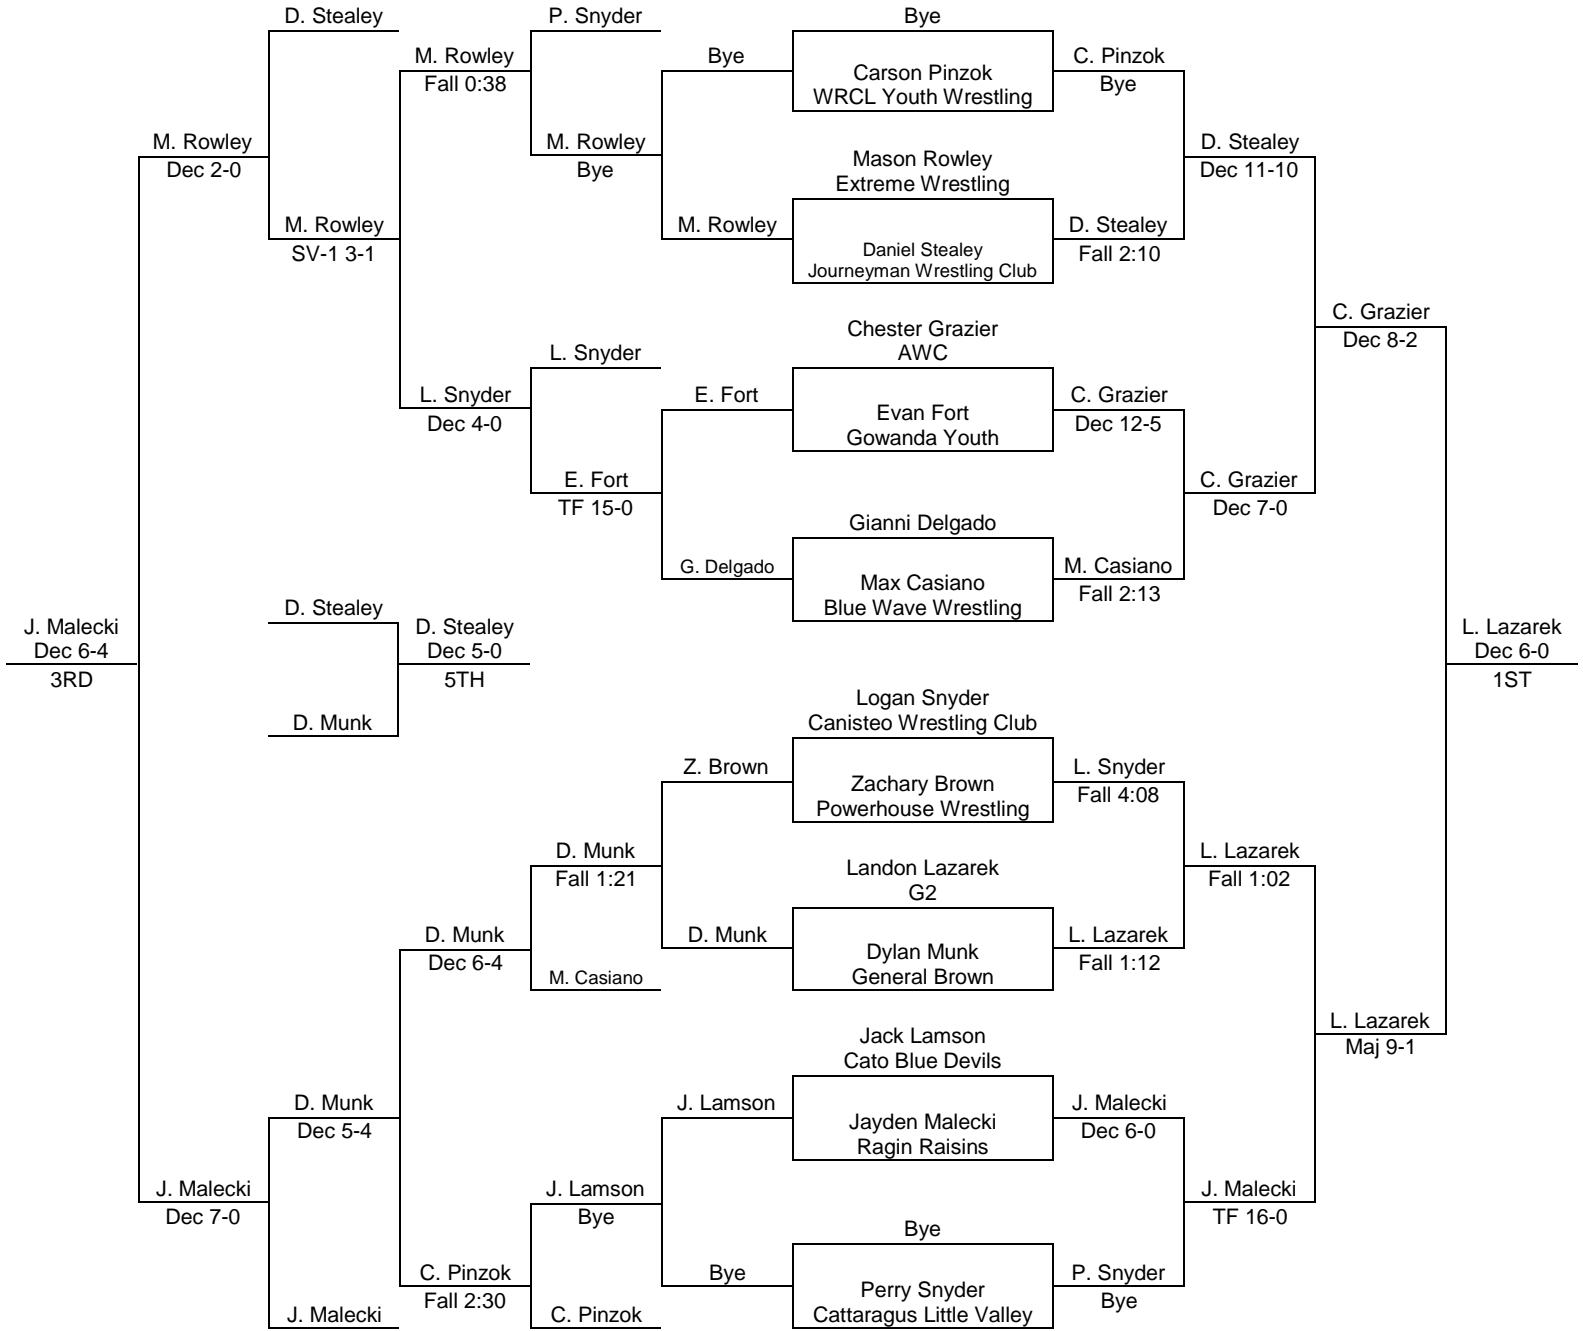 D. Stealey
P. Snyder
Bye
M. Rowley
Fall 0:38
Bye
Carson Pinzok
WRCL Youth Wrestling
C. Pinzok
Bye
M. Rowley
Dec 2-0
M. Rowley
Bye
Mason Rowley
Extreme Wrestling
D. Stealey
Dec 11-10
M. Rowley
SV-1 3-1
M. Rowley
Daniel Stealey
Journeyman Wrestling Club
D. Stealey
Fall 2:10
Chester Grazier
AWC
C. Grazier
Dec 8-2
L. Snyder
L. Snyder
Dec 4-0
E. Fort
Evan Fort
Gowanda Youth
C. Grazier
Dec 12-5
E. Fort
TF 15-0
C. Grazier
Dec 7-0
Gianni Delgado
G. Delgado
Max Casiano
Blue Wave Wrestling
M. Casiano
Fall 2:13
D. Stealey
J. Malecki
Dec 6-4
3RD
D. Stealey
Dec 5-0
5TH
L. Lazarek
Dec 6-0
1ST
D. Munk
Logan Snyder
Canisteo Wrestling Club
Z. Brown
Zachary Brown
Powerhouse Wrestling
L. Snyder
Fall 4:08
D. Munk
Fall 1:21
Landon Lazarek
G2
L. Lazarek
Fall 1:02
D. Munk
Dec 6-4
D. Munk
Dylan Munk
General Brown
L. Lazarek
Fall 1:12
M. Casiano
Jack Lamson
Cato Blue Devils
L. Lazarek
Maj 9-1
D. Munk
Dec 5-4
J. Lamson
Jayden Malecki
Ragin Raisins
J. Malecki
Dec 6-0
J. Malecki
Dec 7-0
J. Lamson
Bye
J. Malecki
TF 16-0
Bye
C. Pinzok
Fall 2:30
Bye
Perry Snyder
Cattaragus Little Valley
P. Snyder
Bye
J. Malecki
C. Pinzok